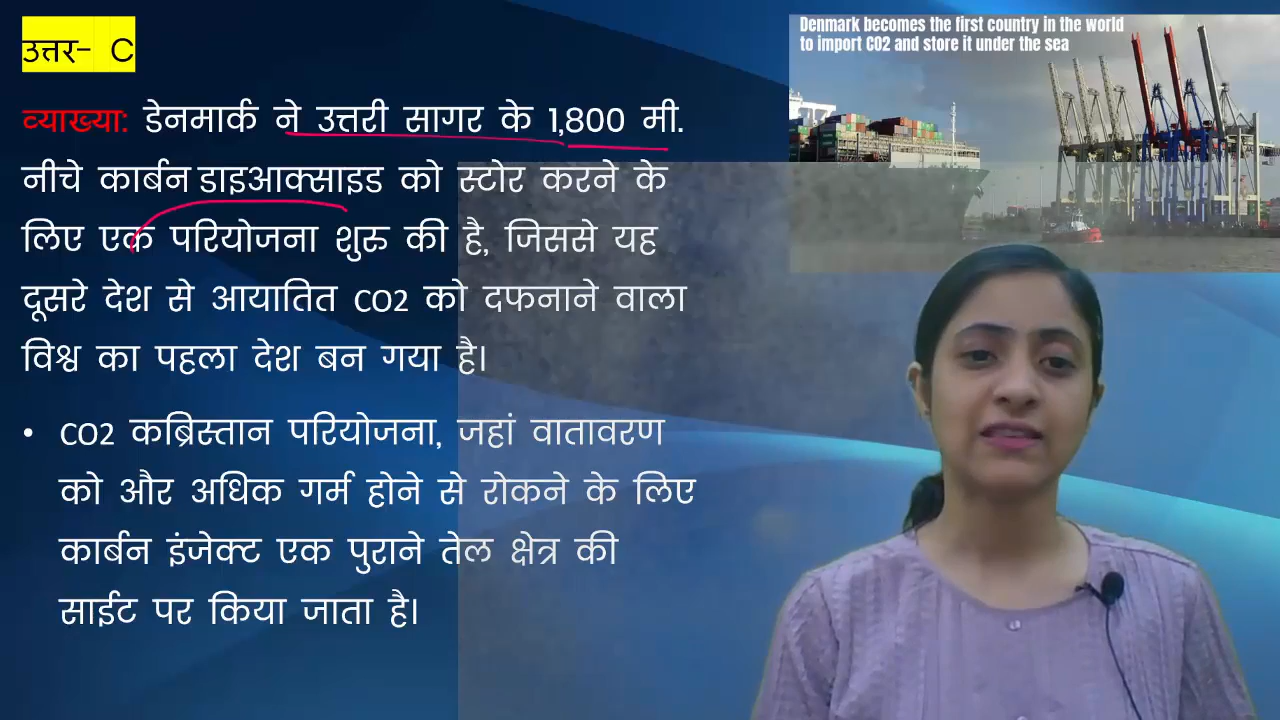 उत्तर- C
Denmark becomes the first country in the world
to import CO2 and store it under the sea
व्याख्या: डेनमार्क ने उत्तरी सागर के 1,800 मी.
नीचे कार्बन डाइआक्साइड को स्टोर करने के
लिए एक परियोजना शुरु की है, जिससे यह
दूसरे देश से आयातित CO2 को दफनाने वाला
विश्व का पहला देश बन गया है।
• CO2 कब्रिस्तान परियोजना, जहां वातावरण
को और अधिक गर्म होने से रोकने के लिए
कार्बन इंजेक्ट एक पुराने तेल क्षेत्र की
साईट पर किया जाता है।